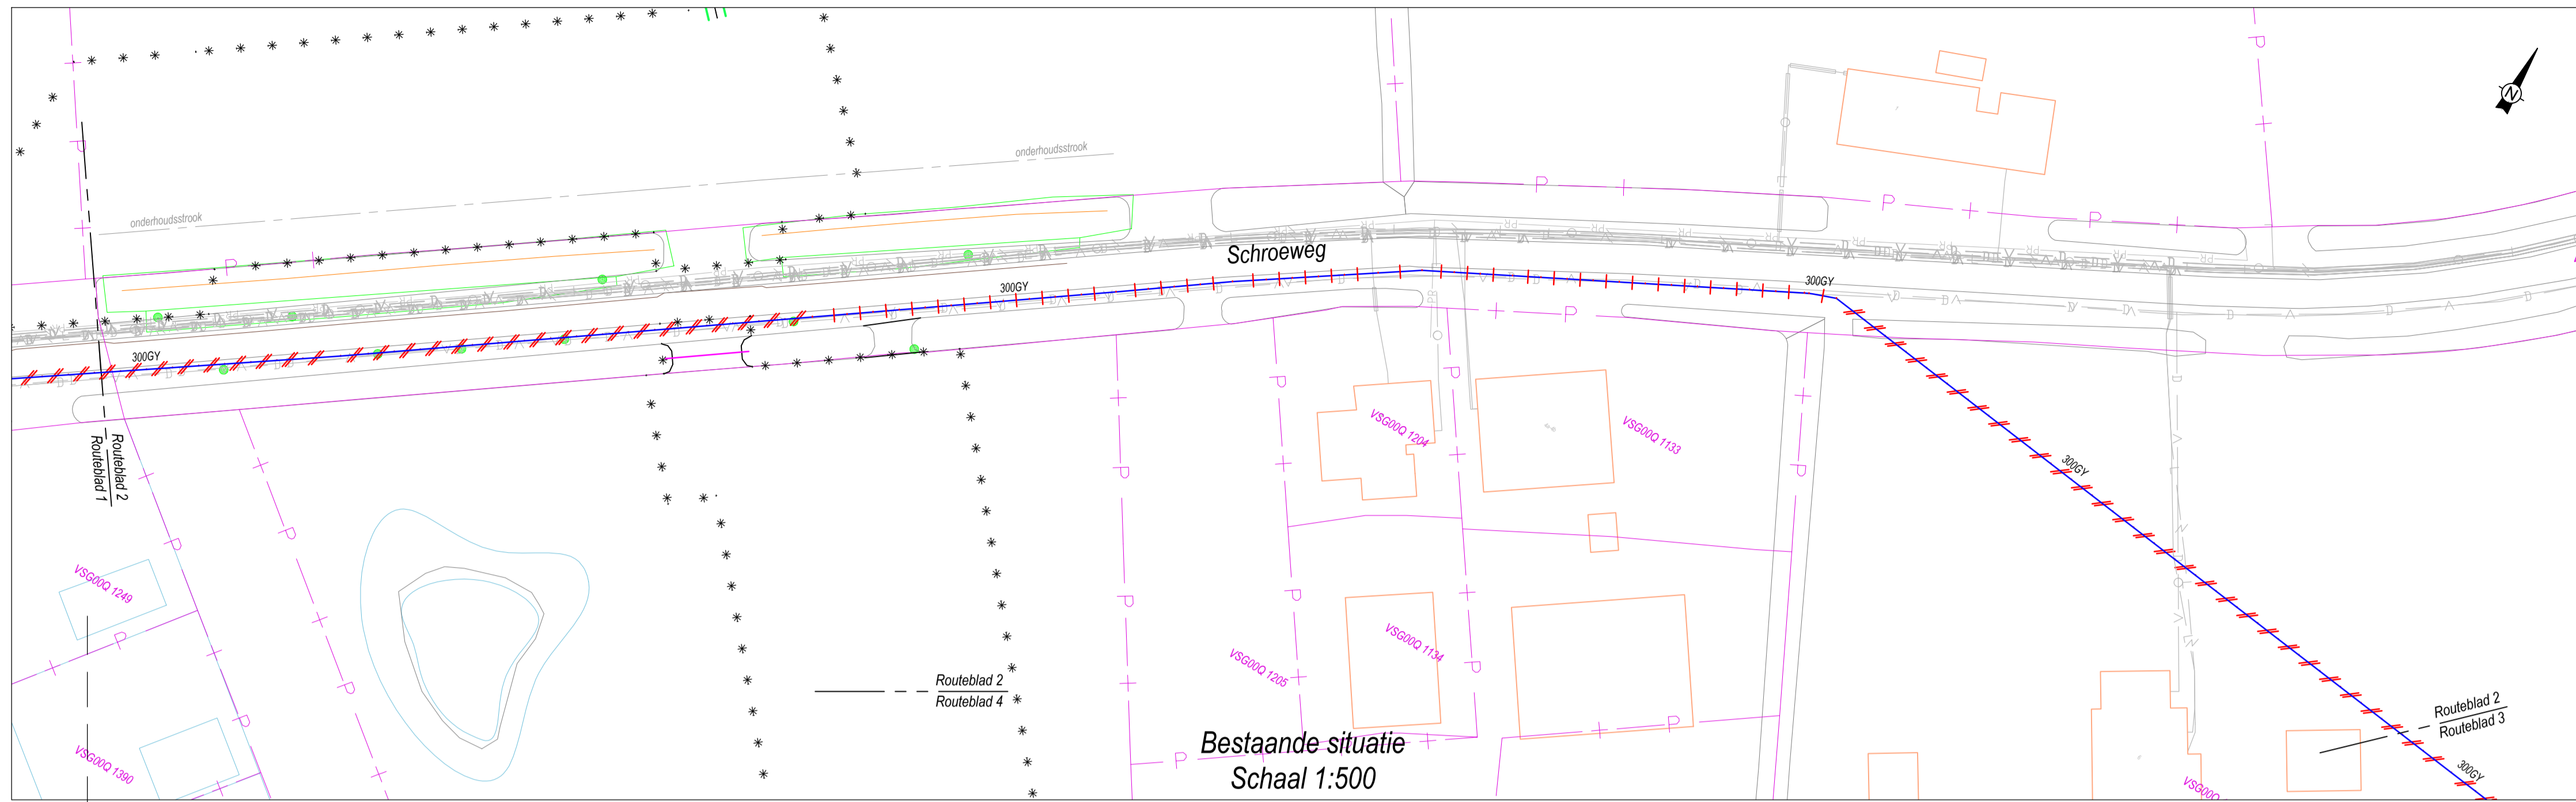 N
onderhoudsstrook
onderhoudsstrook
Schroeweg
300GY
300GY
300GY
Routeblad 2
Routeblad 1
VSG00Q 1204
VSG00Q 1133
300GY
VSG00Q 1249
VSG00Q 1134
VSG00Q 1205
Routeblad 2
Routeblad 4
Routeblad 2
Routeblad 3
Bestaande situatie
Schaal 1:500
VSG00Q 1390
300GY
VSG00Q